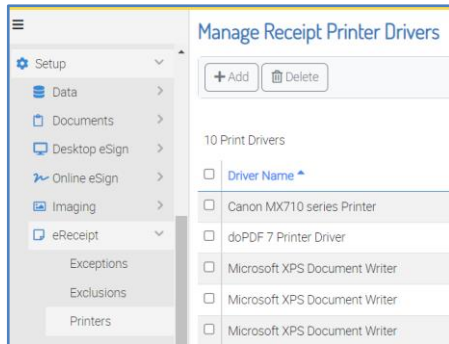 Setup
Data
Documents
Desktop eSign
Online eSign
Imaging
eReceipt
Exceptions
Exclusions
Printers
Manage Receipt Printer Drivers
+ Add Delete
10 Print Drivers
Driver Name
Canon MX710 series Printer
doPDF 7 Printer Driver
Microsoft XPS Document Writer
Microsoft XPS Document Writer
Microsoft XPS Document Writer